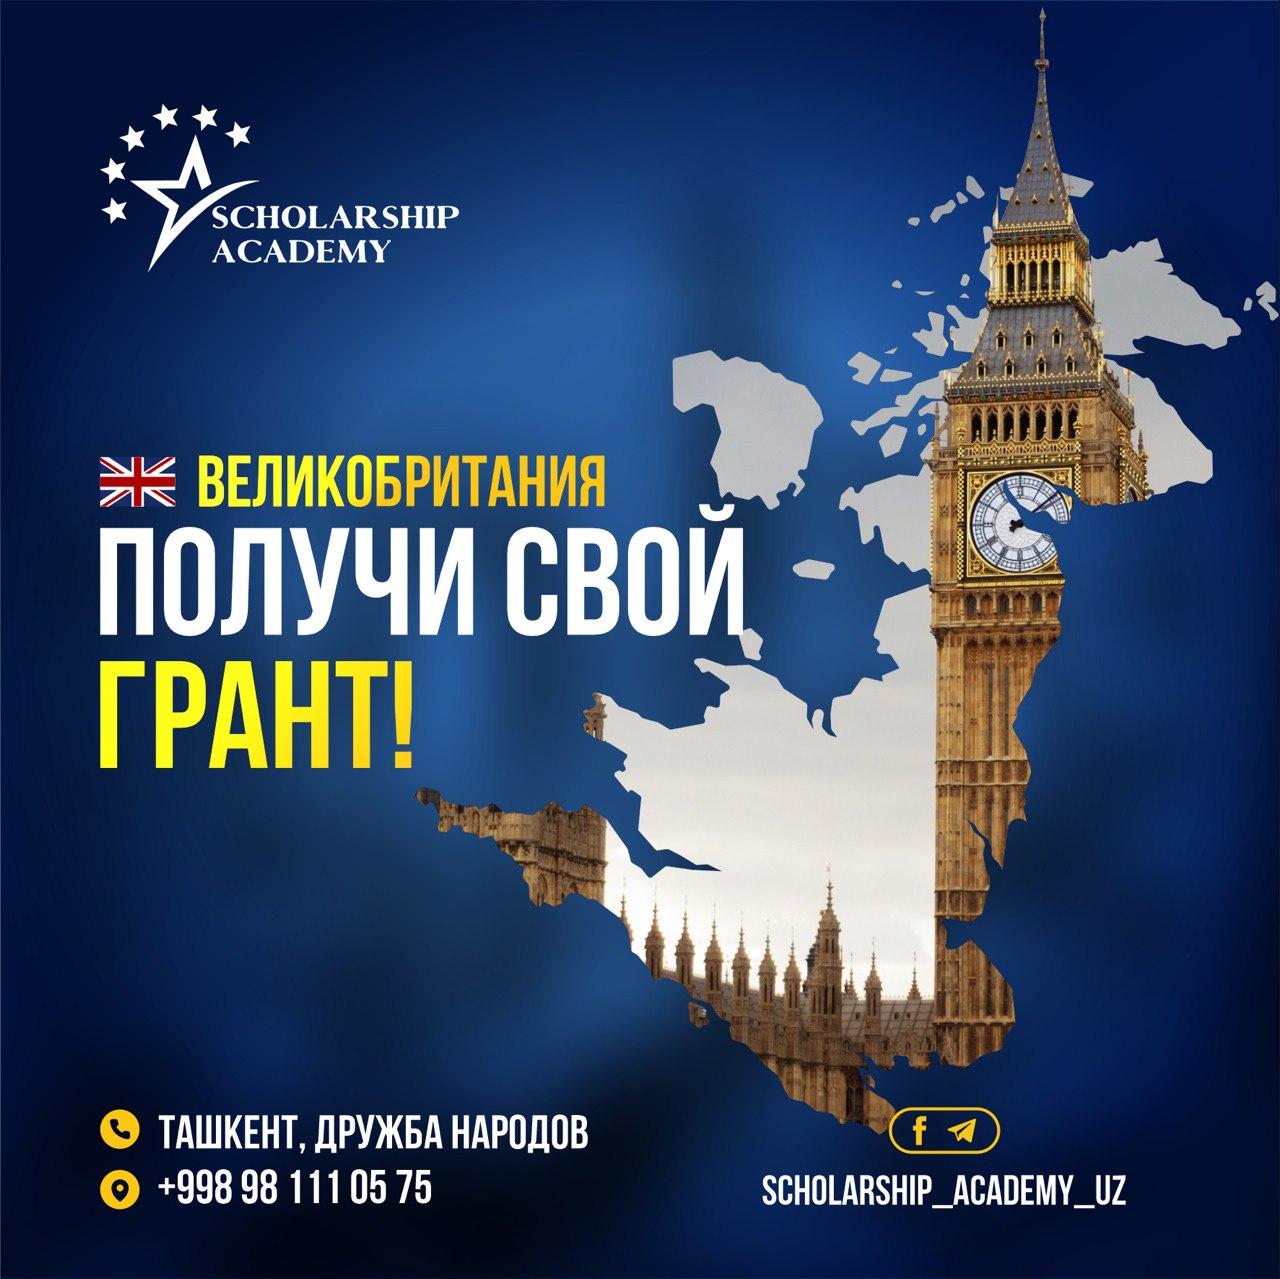 SCHOLARSHIP
ACADEMY
ВЕЛИКОБРИТАНИЯ
ПОЛУЧИ СВОЙ
ГРАНТ!
ТАШКЕНТ, ДРУЖБА НАРОДОВ
+998 98 111 05 75
SCHOLARSHIP_ACADEMY_UZ